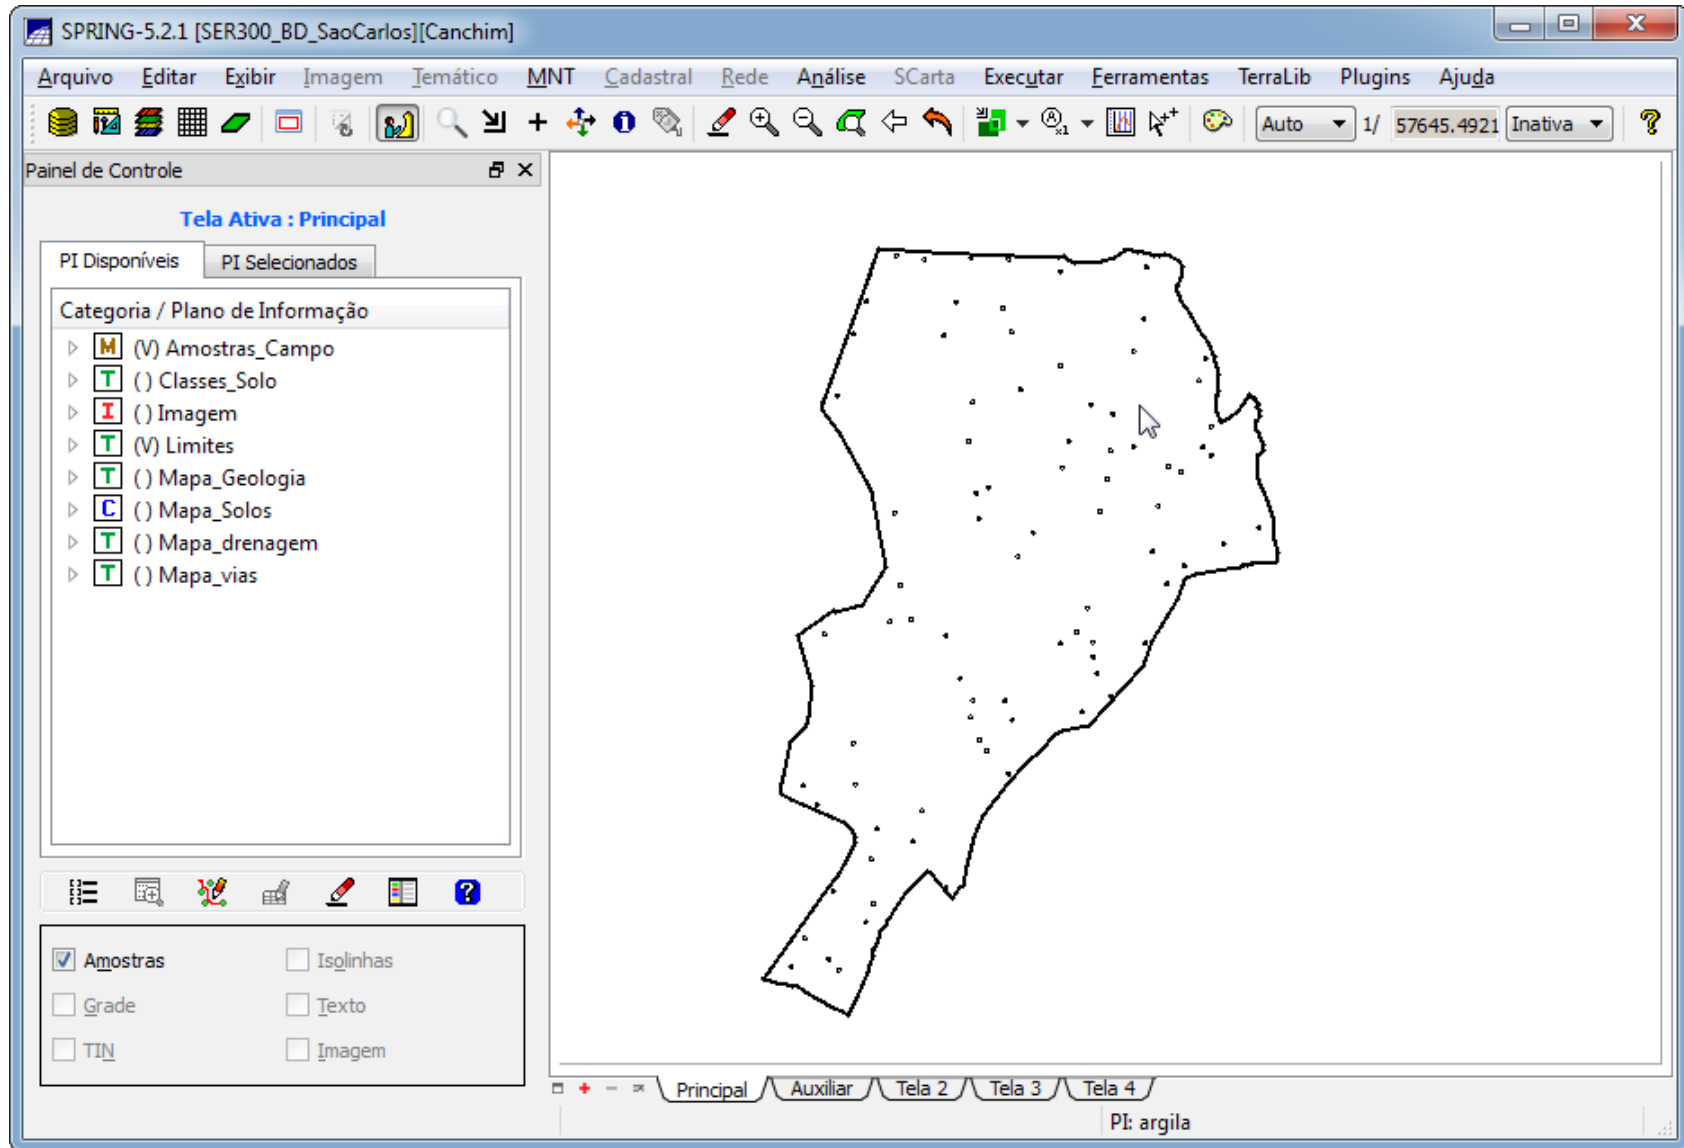 SPRING-5.2.1 [SER300_BD_SaoCarlos][Canchim]
Arquivo Editar Exibir Imagem Temático MNT Cadastral Rede Análise SCarta Executar Ferramentas TerraLib Plugins Ajuda
Auto 1/ 57645.4921 Inativa
Painel de Controle
Tela Ativa : Principal
PI Disponíveis PI Selecionados
Categoria / Plano de Informação
M (V) Amostras_Campo
T ( ) Classes_Solo
I ( ) Imagem
T (V) Limites
T ( ) Mapa_Geologia
C ( ) Mapa_Solos
T ( ) Mapa_drenagem
T ( ) Mapa_vias
Amostras Isolinhas
Grade Texto
TIN Imagem
Principal Auxiliar Tela 2 Tela 3 Tela 4
PI: argila